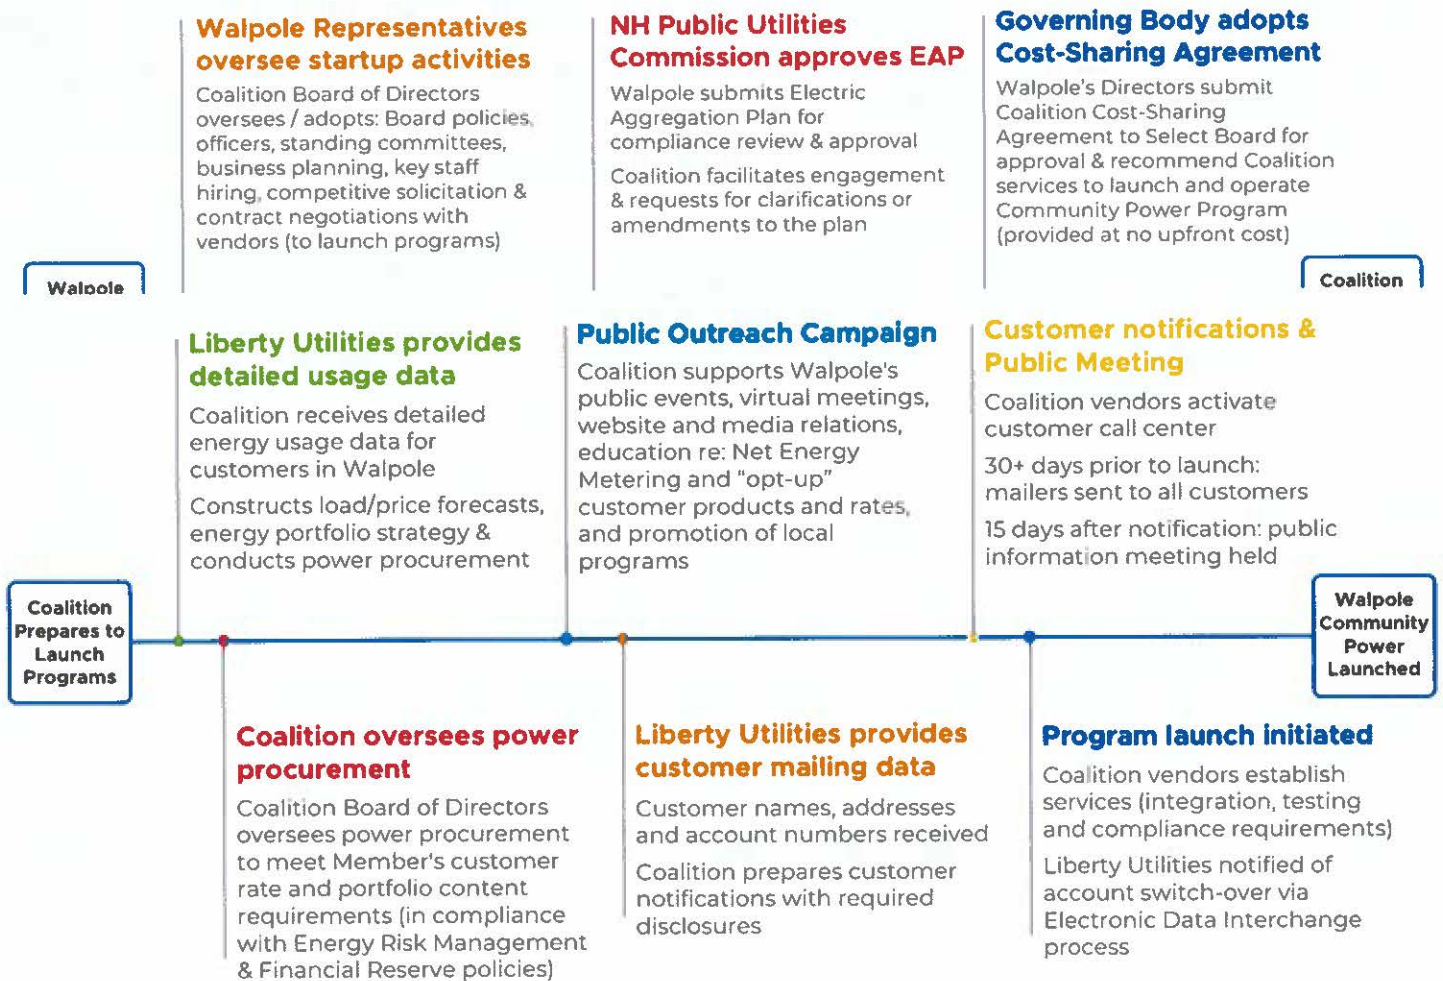 Walpole Representatives
oversee startup activities
Coalition Board of Directors
oversees / adopts: Board policies,
officers, standing committees,
business planning, key staff
hiring, competitive solicitation &
contract negotiations with
vendors (to launch programs)
NH Public Utilities
Commission approves EAP
Walpole submits Electric
Aggregation Plan for
compliance review & approval
Coalition facilitates engagement
& requests for clarifications or
amendments to the plan
Governing Body adopts
Cost-Sharing Agreement
Walpole's Directors submit
Coalition Cost-Sharing
Agreement to Select Board for
approval & recommend Coalition
services to launch and operate
Community Power Program
(provided at no upfront cost)
Walpole
Coalition
Liberty Utilities provides
detailed usage data
Coalition receives detailed
energy usage data for
customers in Walpole
Constructs load/price forecasts,
energy portfolio strategy &
conducts power procurement
Public Outreach Campaign
Coalition supports Walpole's
public events, virtual meetings,
website and media relations,
education re: Net Energy
Metering and "opt-up"
customer products and rates,
and promotion of local
programs
Customer notifications &
Public Meeting
Coalition vendors activate
customer call center
30+ days prior to launch:
mailers sent to all customers
15 days after notification: public
information meeting held
Coalition
Prepares to
Launch
Programs
Walpole
Community
Power
Launched
Coalition oversees power
procurement
Coalition Board of Directors
oversees power procurement
to meet Member's customer
rate and portfolio content
requirements (in compliance
with Energy Risk Management
& Financial Reserve policies)
Liberty Utilities provides
customer mailing data
Customer names, addresses
and account numbers received
Coalition prepares customer
notifications with required
disclosures
Program launch initiated
Coalition vendors establish
services (integration, testing
and compliance requirements)
Liberty Utilities notified of
account switch-over via
Electronic Data Interchange
process